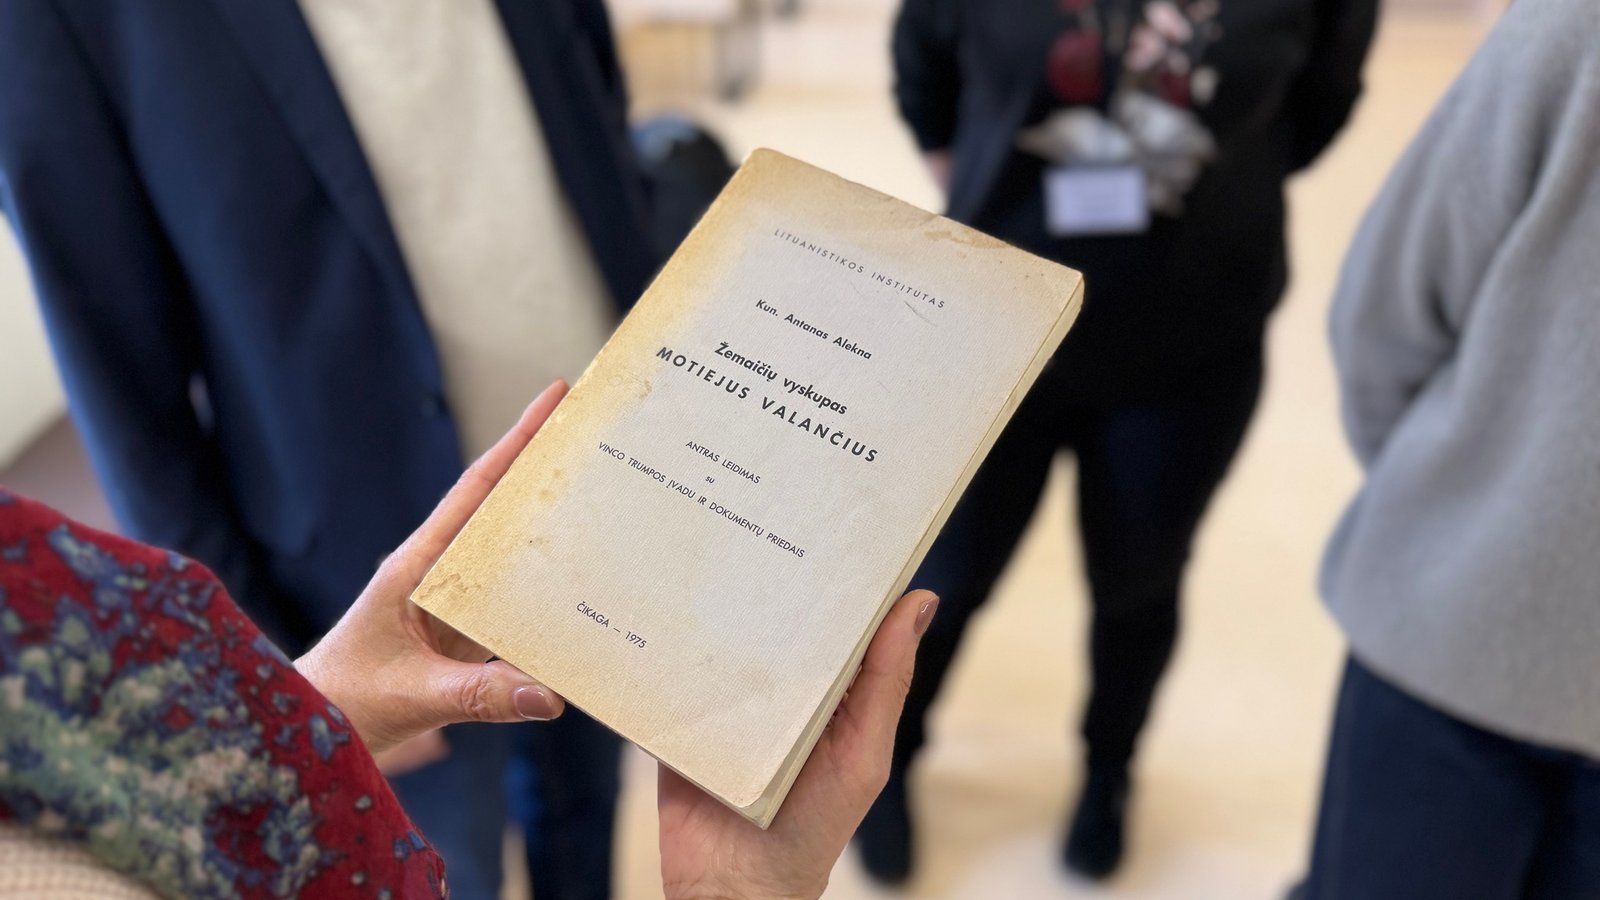 LITUANISTIKOS INSTITUTAS
Kun. Antanas Alekna
Žemaičių vyskupas
MOTIEJUS VALANČIUS
ANTRAS LEIDIMAS
su
VINCO TRUMPOS ĮVADU IR DOKUMENTŲ PRIEDAIS
ČIKAGA — 1975